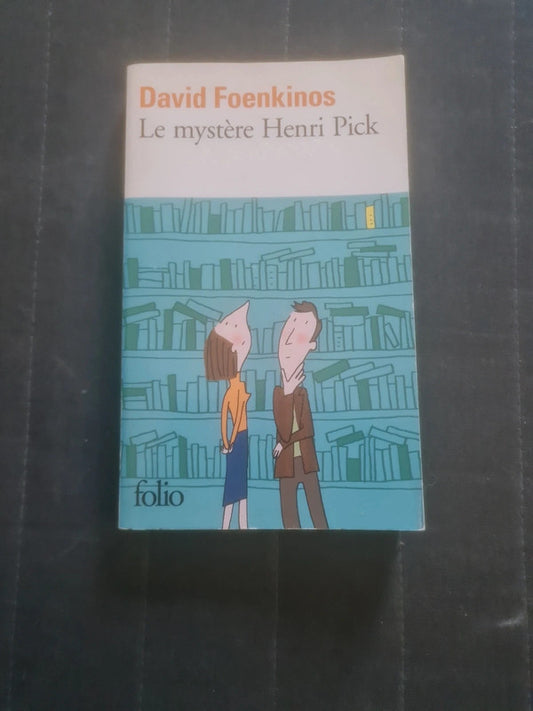 David Foenkinos
Le mystère Henri Pick
folio